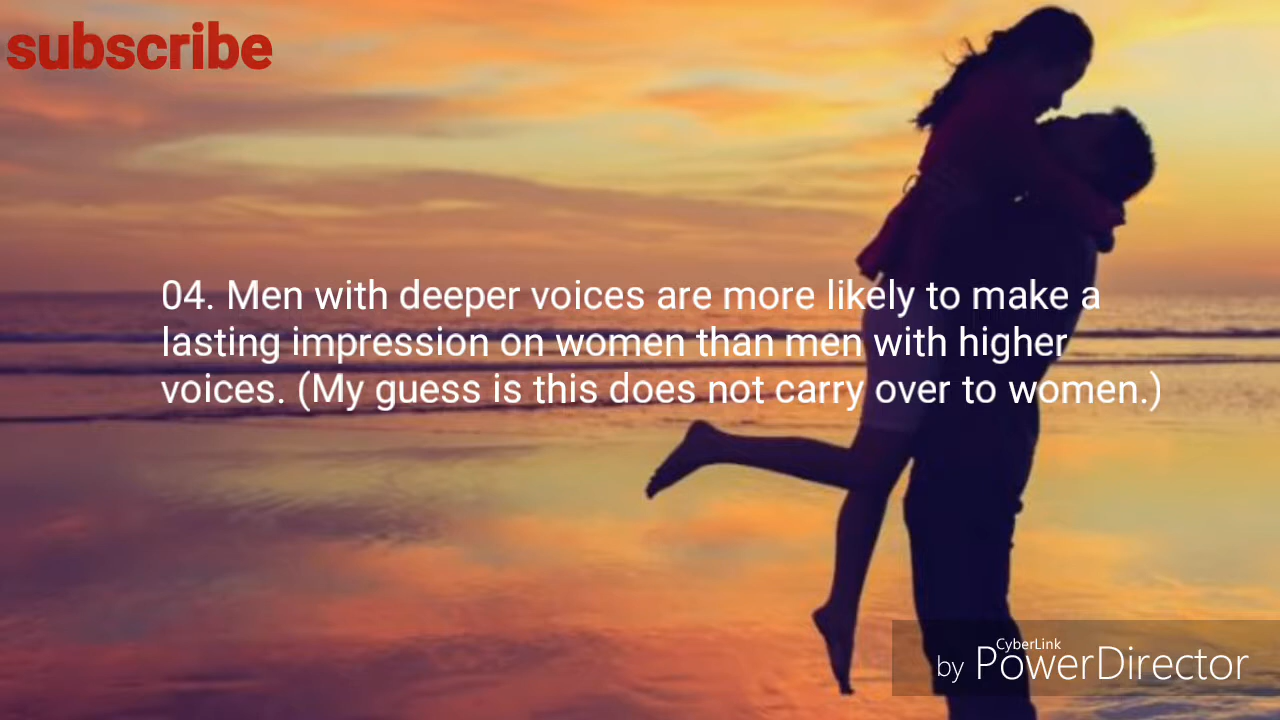 subscribe
04. Men with deeper voices are more likely to make a
lasting impression on women than men with higher
voices. (My guess is this does not carry over to women.)
CyberLink
by PowerDirector